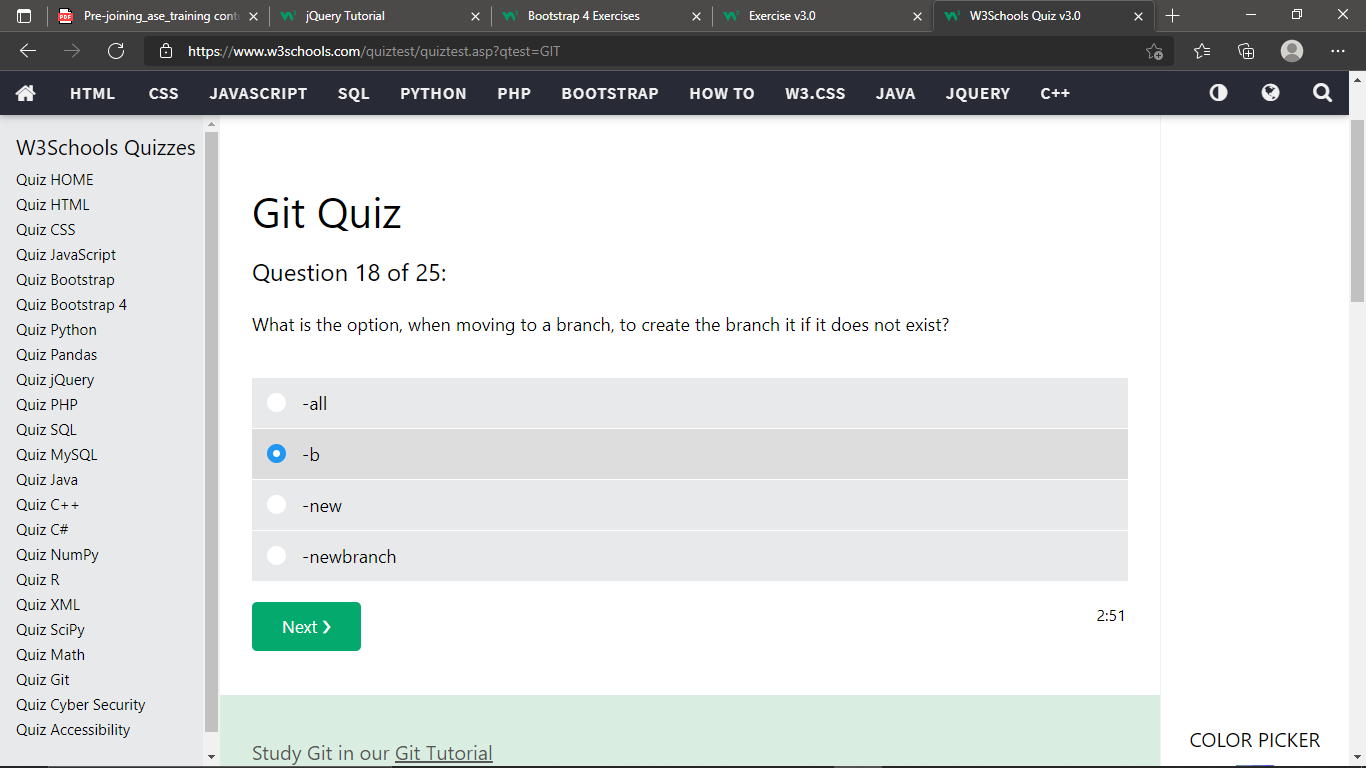 Pre-joining_ase_training cont
jQuery Tutorial
Bootstrap 4 Exercises
Exercise v3.0
W3Schools Quiz v3.0
https://www.w3schools.com/quiztest/quiztest.asp?qtest=GIT
HTML CSS JAVASCRIPT SQL PYTHON PHP BOOTSTRAP HOW TO W3.CSS JAVA JQUERY C++
W3Schools Quizzes
Quiz HOME
Quiz HTML
Quiz CSS
Quiz JavaScript
Quiz Bootstrap
Quiz Bootstrap 4
Quiz Python
Quiz Pandas
Quiz jQuery
Quiz PHP
Quiz SQL
Quiz MySQL
Quiz Java
Quiz C++
Quiz C#
Quiz NumPy
Quiz R
Quiz XML
Quiz SciPy
Quiz Math
Quiz Git
Quiz Cyber Security
Quiz Accessibility
Git Quiz
Question 18 of 25:
What is the option, when moving to a branch, to create the branch it if it does not exist?
-all
-b
-new
-newbranch
Next ❯
2:51
Study Git in our Git Tutorial
COLOR PICKER